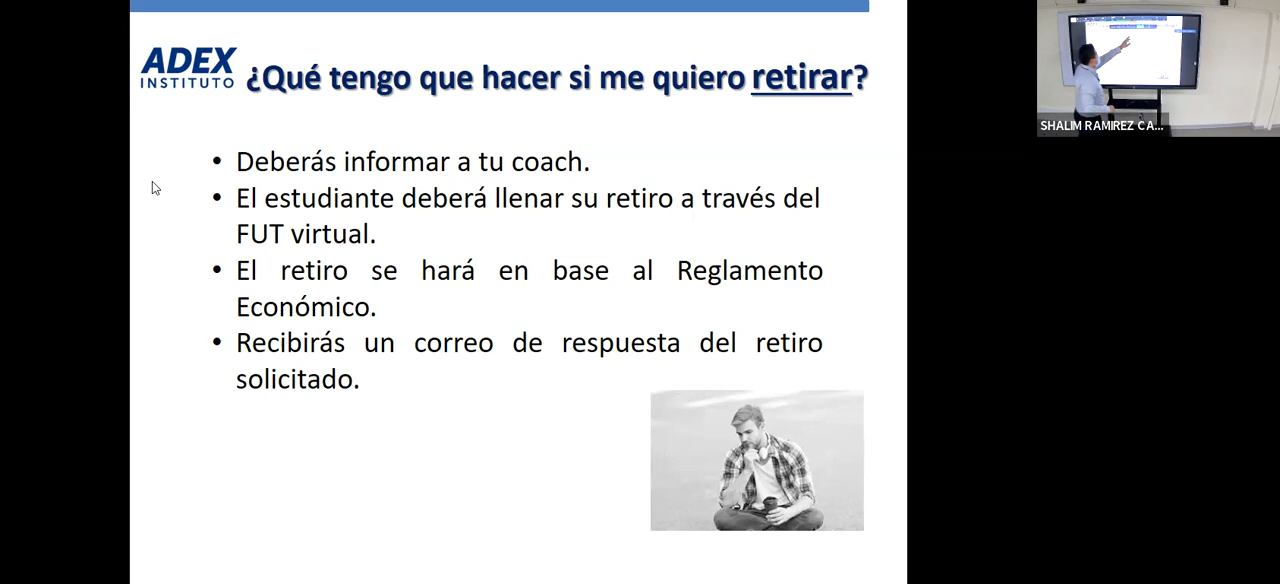 ADEX
INSTITUTO
¿Qué tengo que hacer si me quiero retirar?
• Deberás informar a tu coach.
• El estudiante deberá llenar su retiro a través del
FUT virtual.
• El retiro se hará en base al Reglamento
Económico.
• Recibirás un correo de respuesta del retiro
solicitado.
SHALIM RAMIREZ CA...